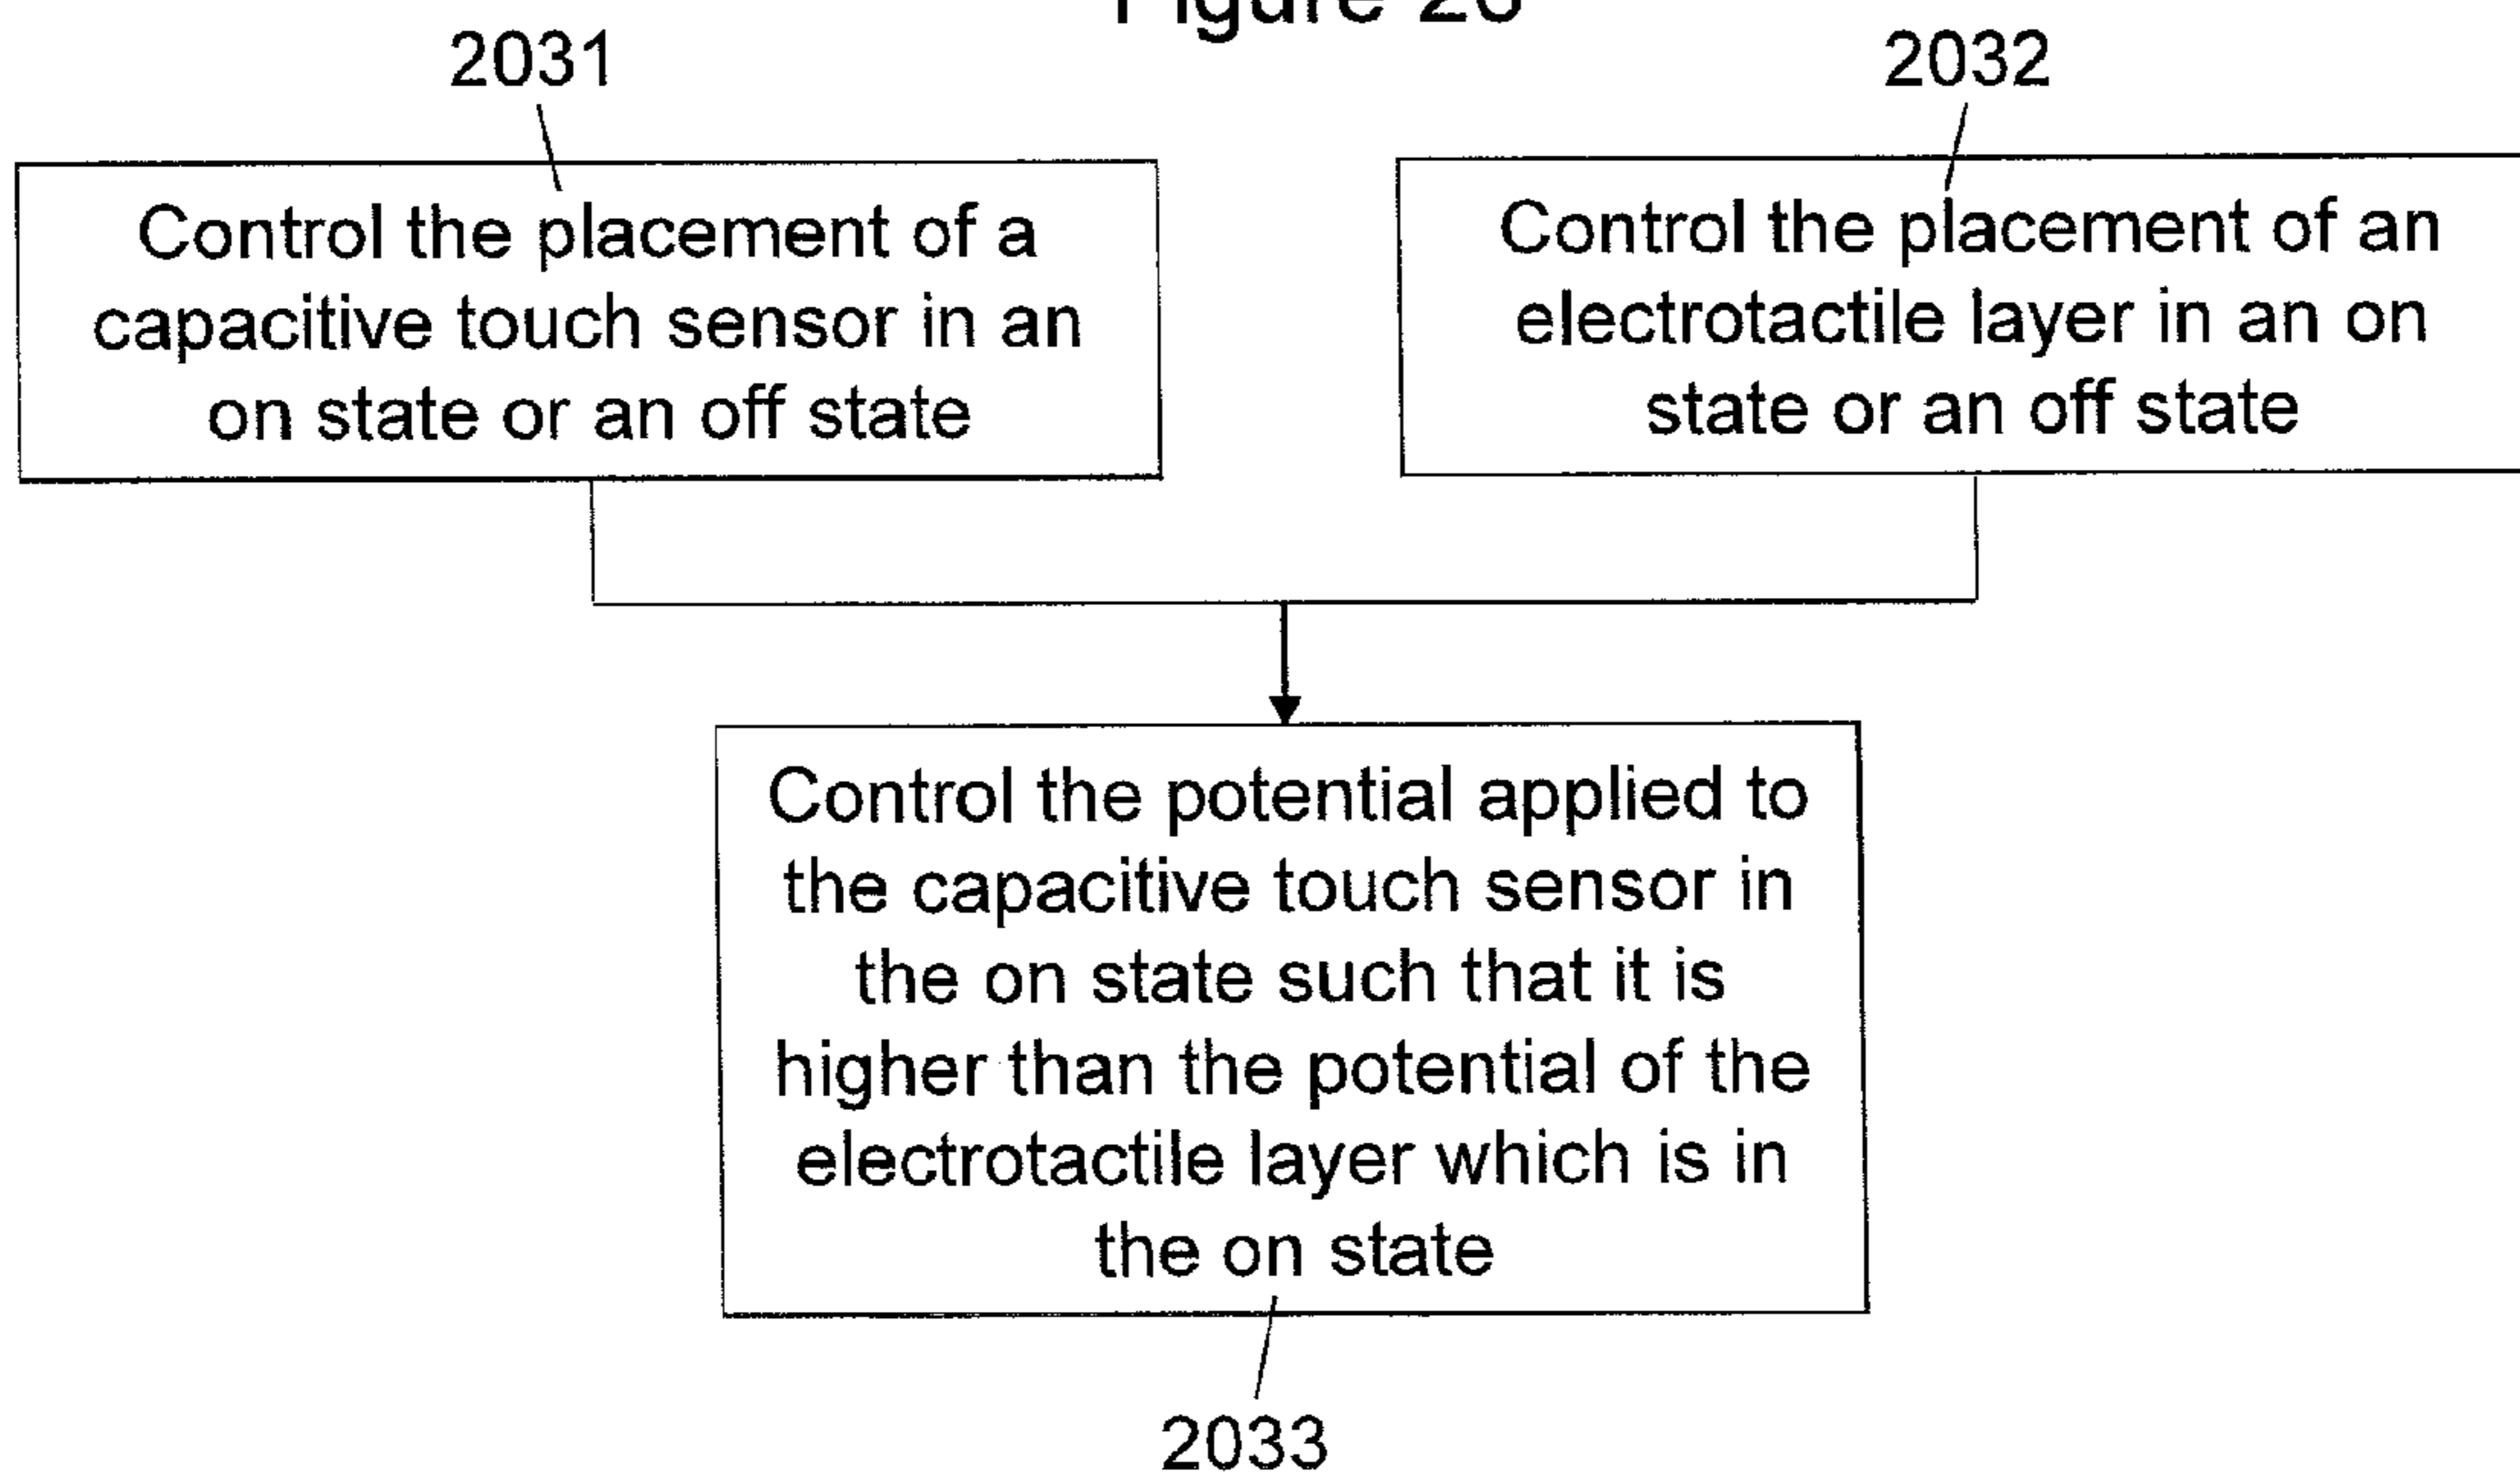 Figure 20
2031
2032
Control the placement of a
capacitive touch sensor in an
on state or an off state
Control the placement of an
electrotactile layer in an on
state or an off state
Control the potential applied to
the capacitive touch sensor in
the on state such that it is
higher than the potential of the
electrotactile layer which is in
the on state
2033